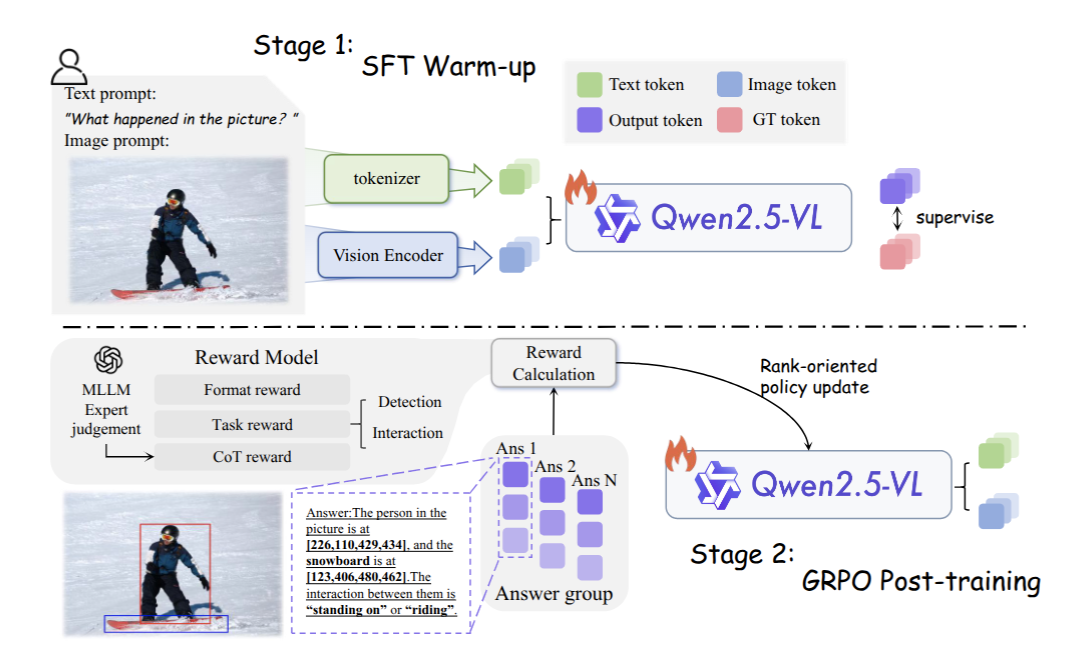 Stage 1:
SFT Warm-up
Text prompt:
"What happened in the picture? "
Image prompt:
Text token
Image token
Output token
GT token
tokenizer
Vision Encoder
Qwen2.5-VL
supervise
Reward Model
MLLM
Expert
judgement
Format reward
Task reward
CoT reward
Detection
Interaction
Reward
Calculation
Rank-oriented
policy update
Ans 1
Ans 2
Ans N
Answer group
Answer:The person in the
picture is at
[226,110,429,434], and the
snowboard is at
[123,406,480,462].The
interaction between them is
“standing on” or “riding”.
Qwen2.5-VL
Stage 2:
GRPO Post-training